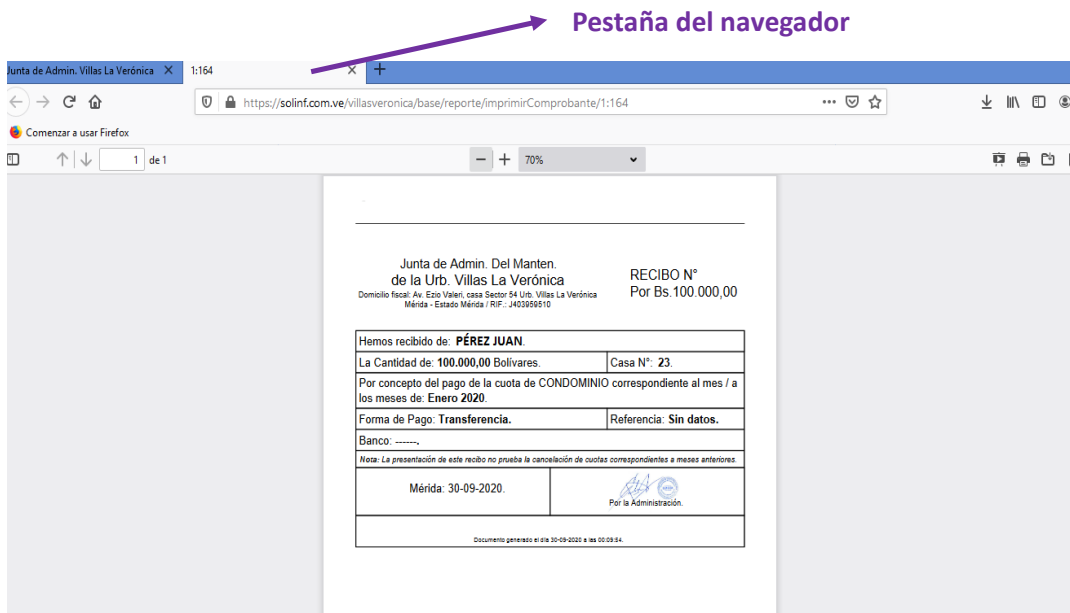 Pestaña del navegador
Junta de Admin. Villas La Verónica
1:164
https://solinf.com.ve/villasveronica/base/reporte/imprimirComprobante/1:164
Comenzar a usar Firefox
1 de 1
70%
Junta de Admin. Del Manten.
de la Urb. Villas La Verónica
Domicilio fiscal: Av. Ezio Valeri, casa Sector 54 Urb. Villas La Verónica
Mérida - Estado Mérida / RIF.: J403959510
RECIBO N°
Por Bs.100.000,00
Hemos recibido de: PÉREZ JUAN.
La Cantidad de: 100.000,00 Bolívares.
Casa N°: 23.
Por concepto del pago de la cuota de CONDOMINIO correspondiente al mes / a
los meses de: Enero 2020.
Forma de Pago: Transferencia.
Referencia: Sin datos.
Banco: ------.
Nota: La presentación de este recibo no prueba la cancelación de cuotas correspondientes a meses anteriores.
Mérida: 30-09-2020.
Por la Administración.
Documento generado el día 30-09-2020 a las 00:09:54.